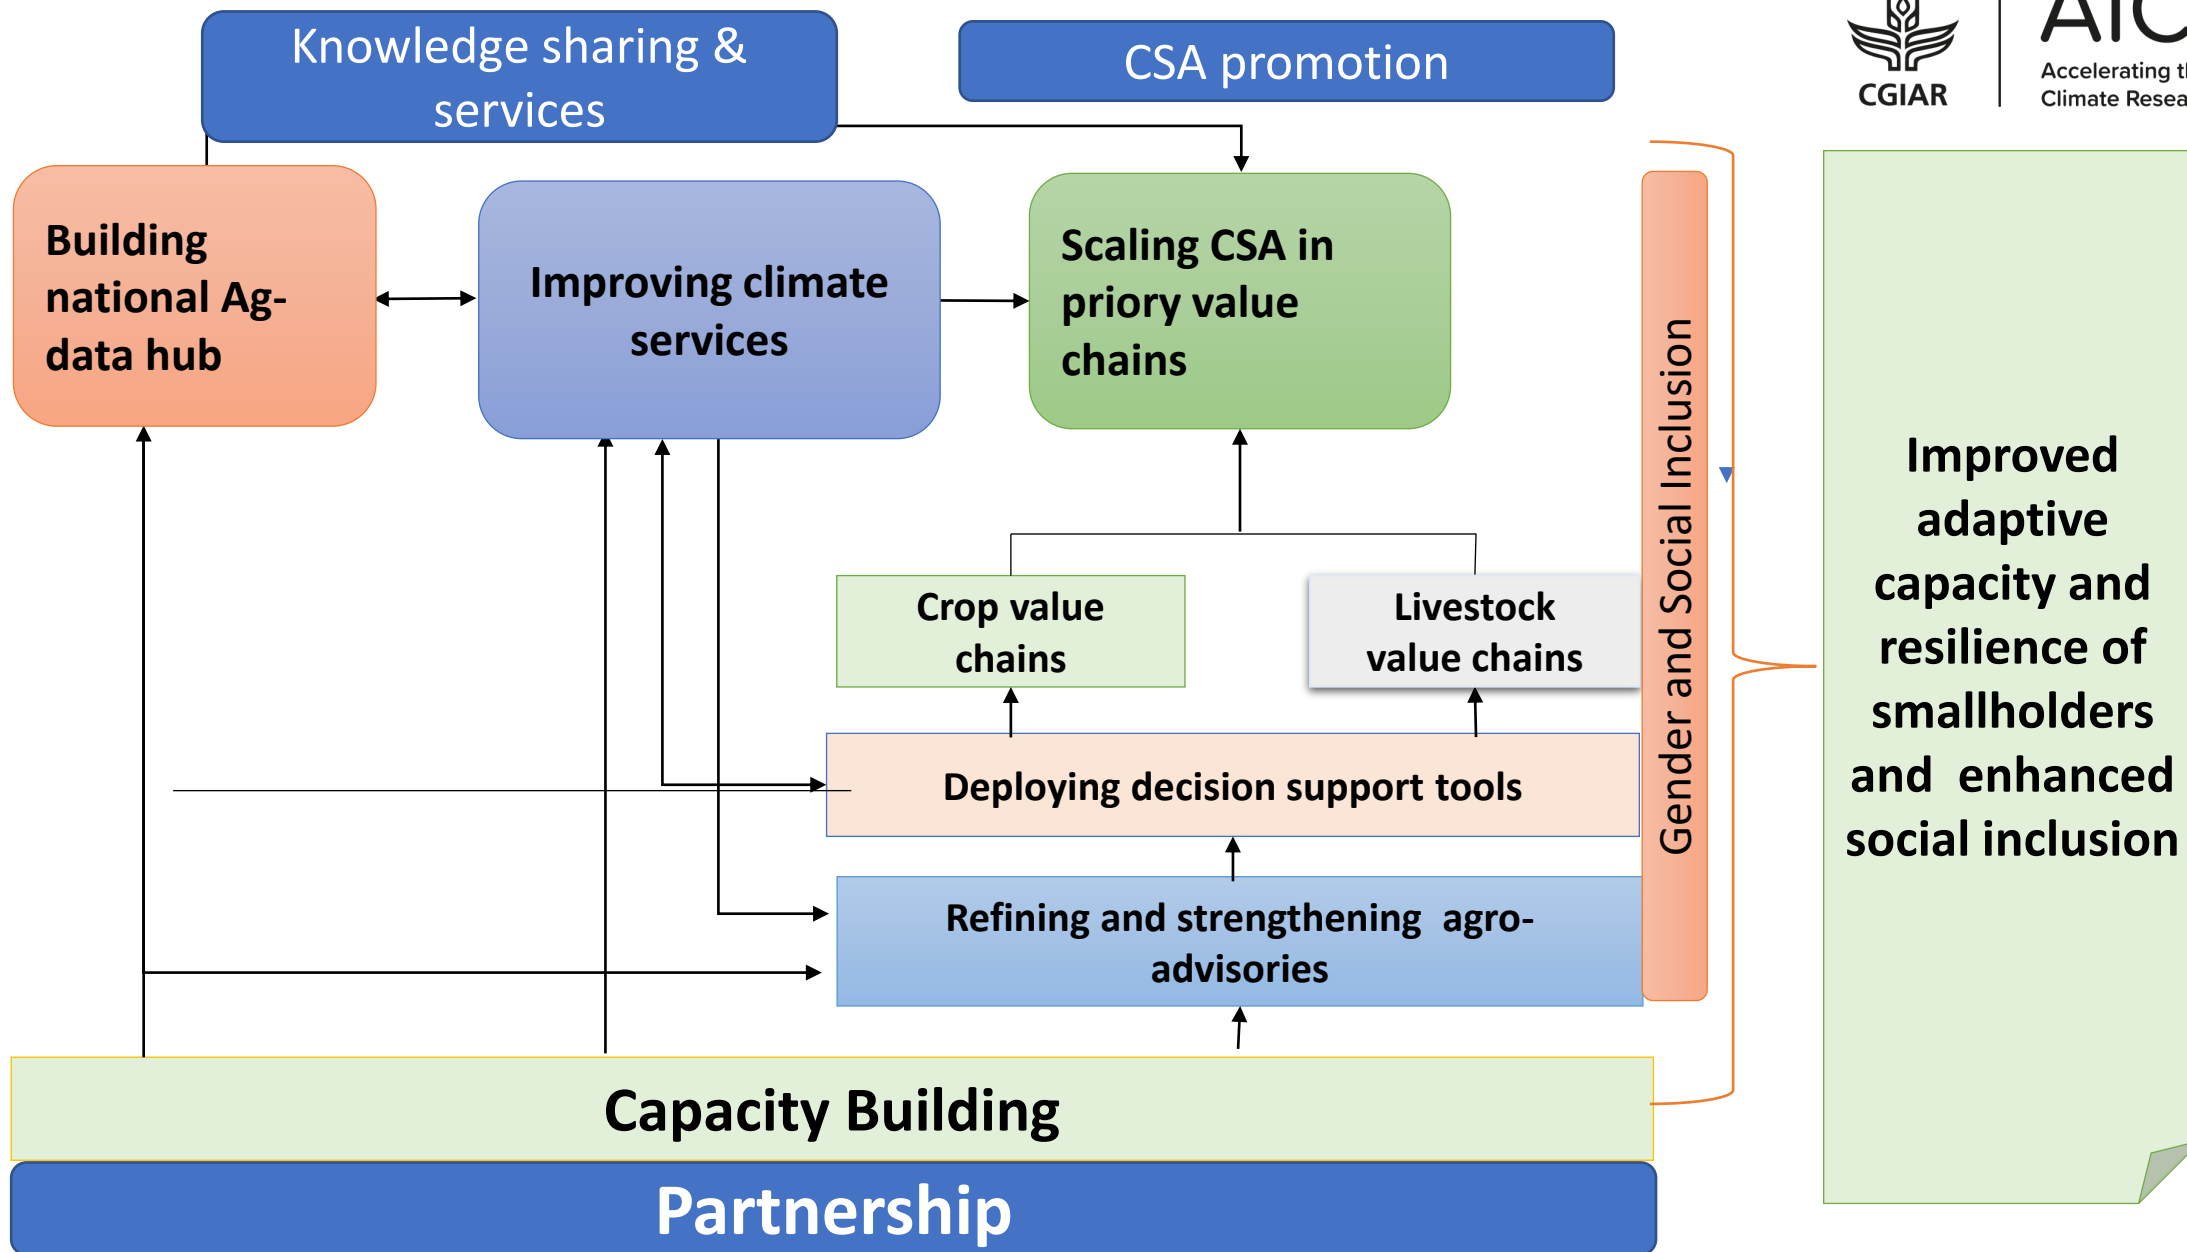 Knowledge sharing &
services
CSA promotion
CGIAR
Accelerating
Climate
Building
national Ag-
data hub
Improving climate
services
Scaling CSA in
priory value
chains
Gender and Social Inclusion
Crop value
chains
Livestock
value chains
Deploying decision support tools
Refining and strengthening  agro-
advisories
Capacity Building
Partnership
Improved
adaptive
capacity and
resilience of
smallholders
and  enhanced
social inclusion